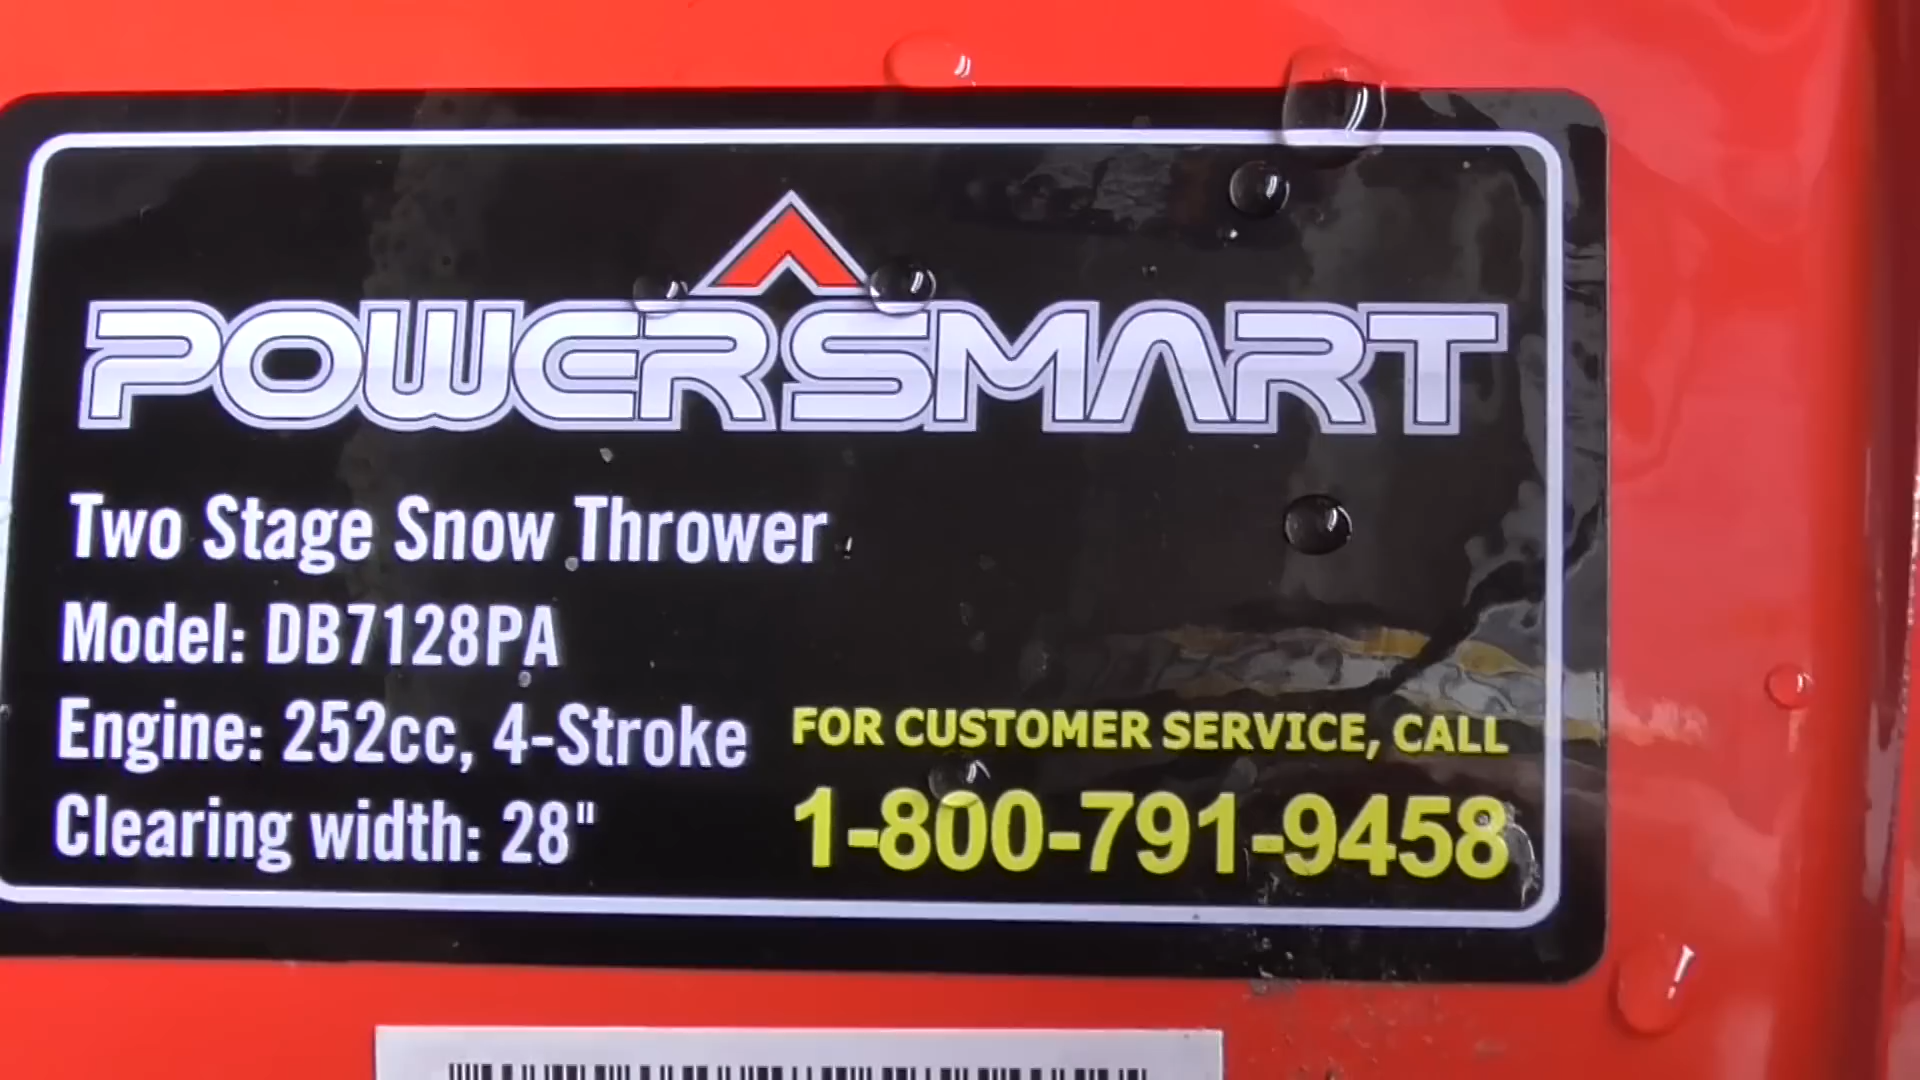 POWERSMART
Two Stage Snow Thrower
Model: DB7128PA
Engine: 252cc, 4-Stroke
Clearing width: 28"
FOR CUSTOMER SERVICE, CALL
1-800-791-9458